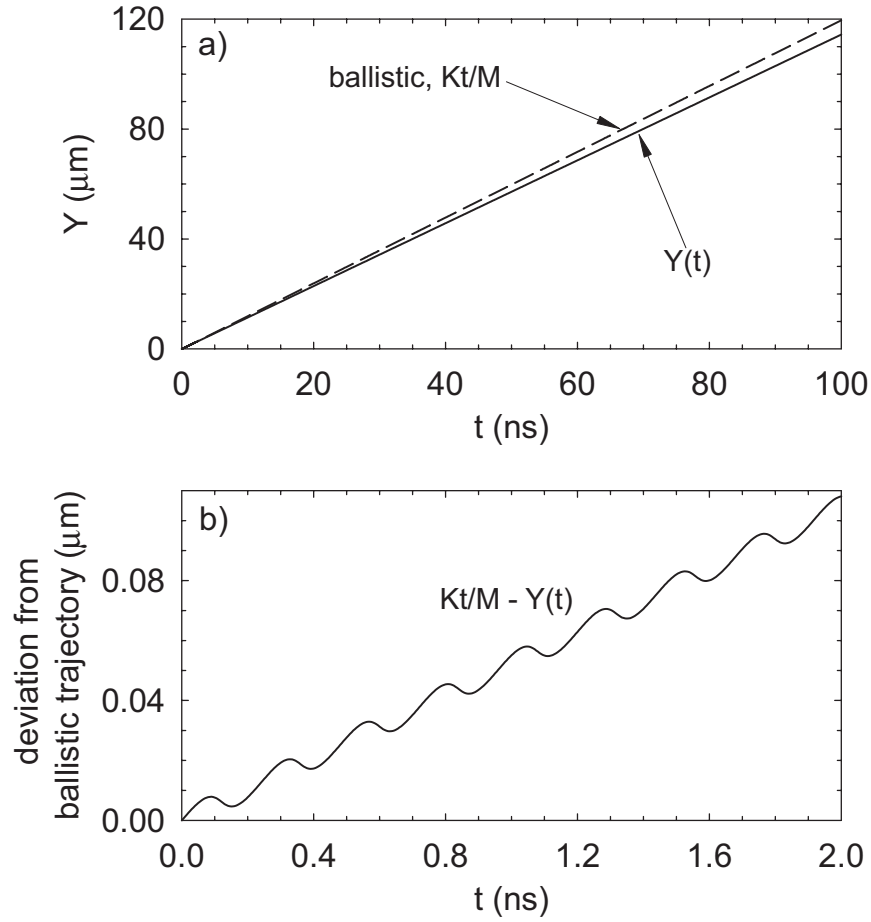 a)
120
80
40
0
Y (μm)
ballistic, Kt/M
Y(t)
0 20 40 60 80 100
t (ns)
b)
0.08
0.04
0.00
deviation from
ballistic trajectory (μm)
Kt/M - Y(t)
0.0 0.4 0.8 1.2 1.6 2.0
t (ns)